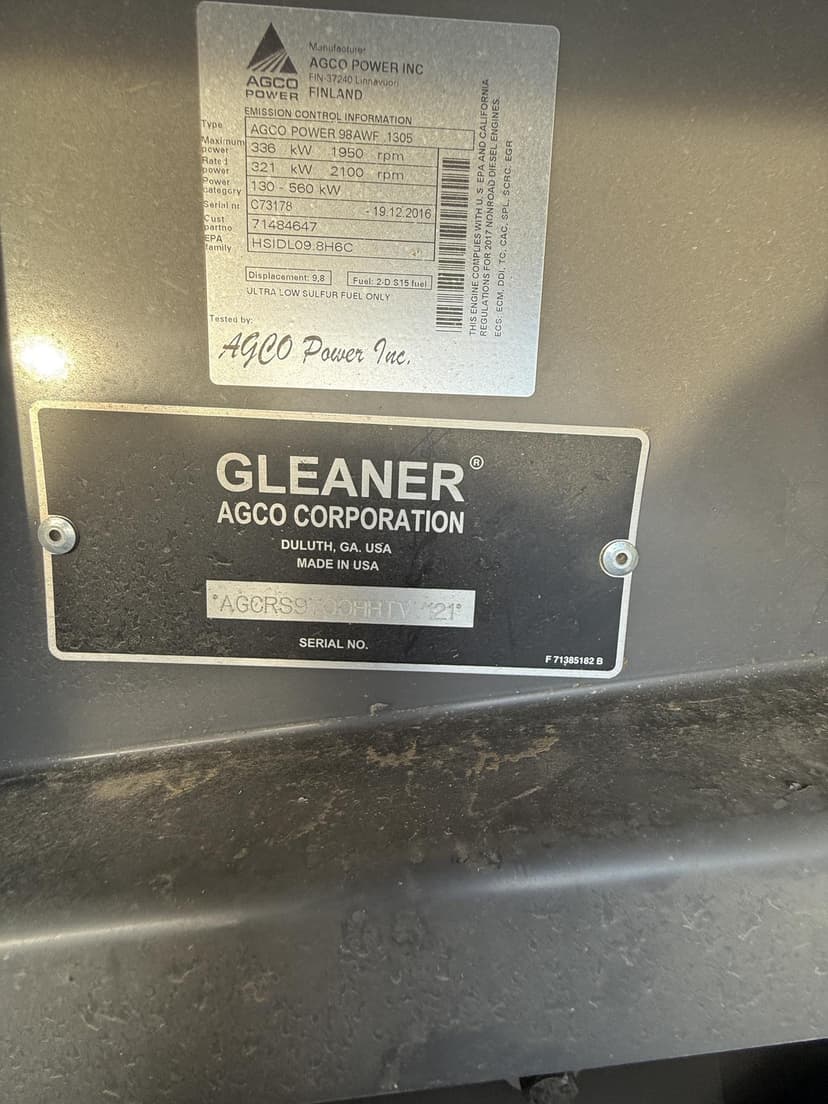 AGCO
POWER
Manufacturer
AGCO POWER INC
FIN-37240 Linnavuori
FINLAND
EMISSION CONTROL INFORMATION
Type AGCO POWER 98AWF .1305
Maximum power 336 kW 1950 rpm
Rated power 321 kW 2100 rpm
Power category 130 - 560 kW
Serial nr C73178 - 19.12.2016
Cust partno 71484647
EPA family HSIDL09.8H6C
Displacement: 9,8 Fuel: 2-D S15 fuel
ULTRA LOW SULFUR FUEL ONLY
Tested by:
AGCO Power Inc.
THIS ENGINE COMPLIES WITH U.S. EPA AND CALIFORNIA
REGULATIONS FOR 2017 NONROAD DIESEL ENGINES.
ECS: ECM, DDI, TC, CAC, SPL, SCRC, EGR
GLEANER®
AGCO CORPORATION
DULUTH, GA. USA
MADE IN USA
SERIAL NO.
F 71385182 B